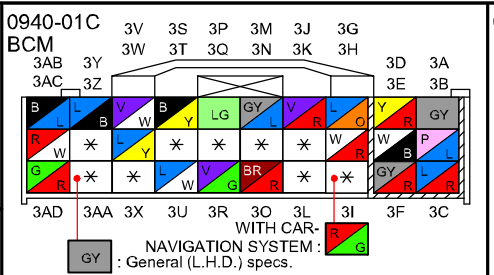 0940-01C
BCM
3V 3S 3P 3M 3J 3G
3W 3T 3Q 3N 3K 3H
3AB 3Y 3D 3A
3AC 3Z 3E 3B
B L L B V W B Y LG GY L V R L O Y R GY
R W * L Y * * * * W R W B P L
G R * * L W V G BR R * * GY R L R
3AD 3AA 3X 3U 3R 3O 3L 3I 3F 3C
WITH CAR-
NAVIGATION SYSTEM : R G
GY : General (L.H.D.) specs.